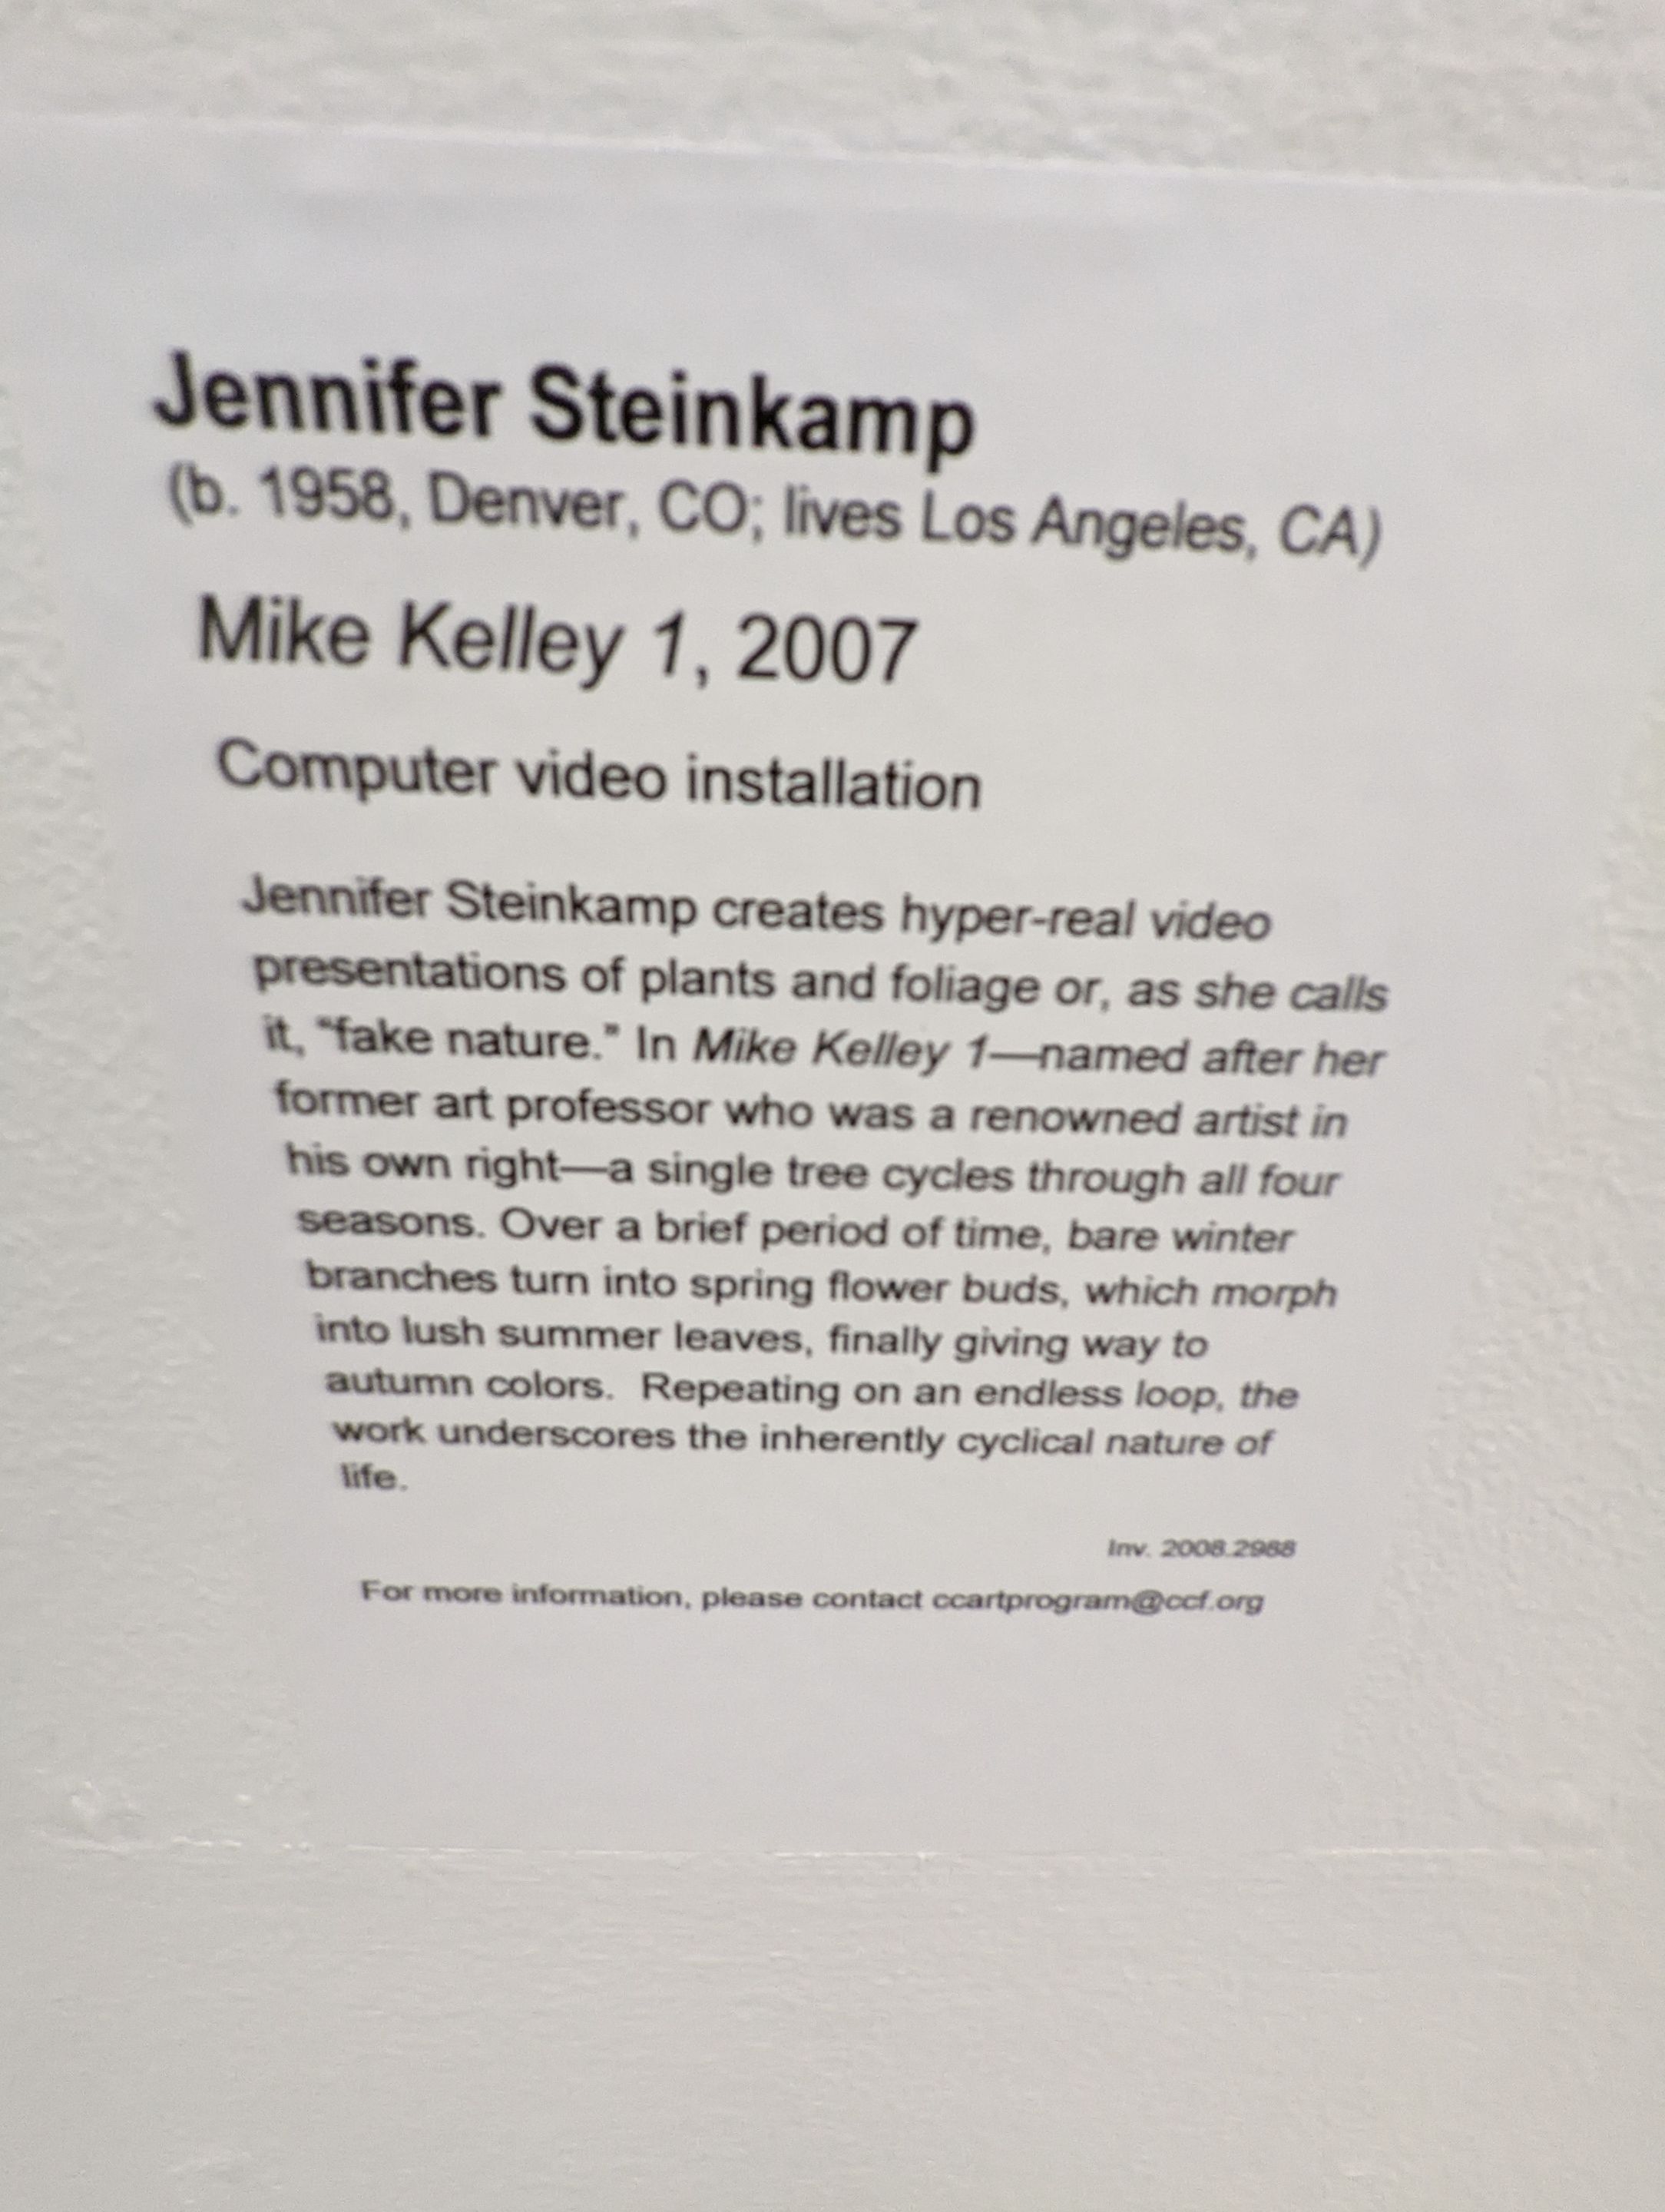 Jennifer Steinkamp
(b. 1958, Denver, CO; lives Los Angeles, CA)
Mike Kelley 1, 2007
Computer video installation
Jennifer Steinkamp creates hyper-real video
presentations of plants and foliage or, as she calls
it, “fake nature.” In Mike Kelley 1—named after her
former art professor who was a renowned artist in
his own right—a single tree cycles through all four
seasons. Over a brief period of time, bare winter
branches turn into spring flower buds, which morph
into lush summer leaves, finally giving way to
autumn colors.  Repeating on an endless loop, the
work underscores the inherently cyclical nature of
life.
Inv. 2008.2988
For more information, please contact ccartprogram@ccf.org